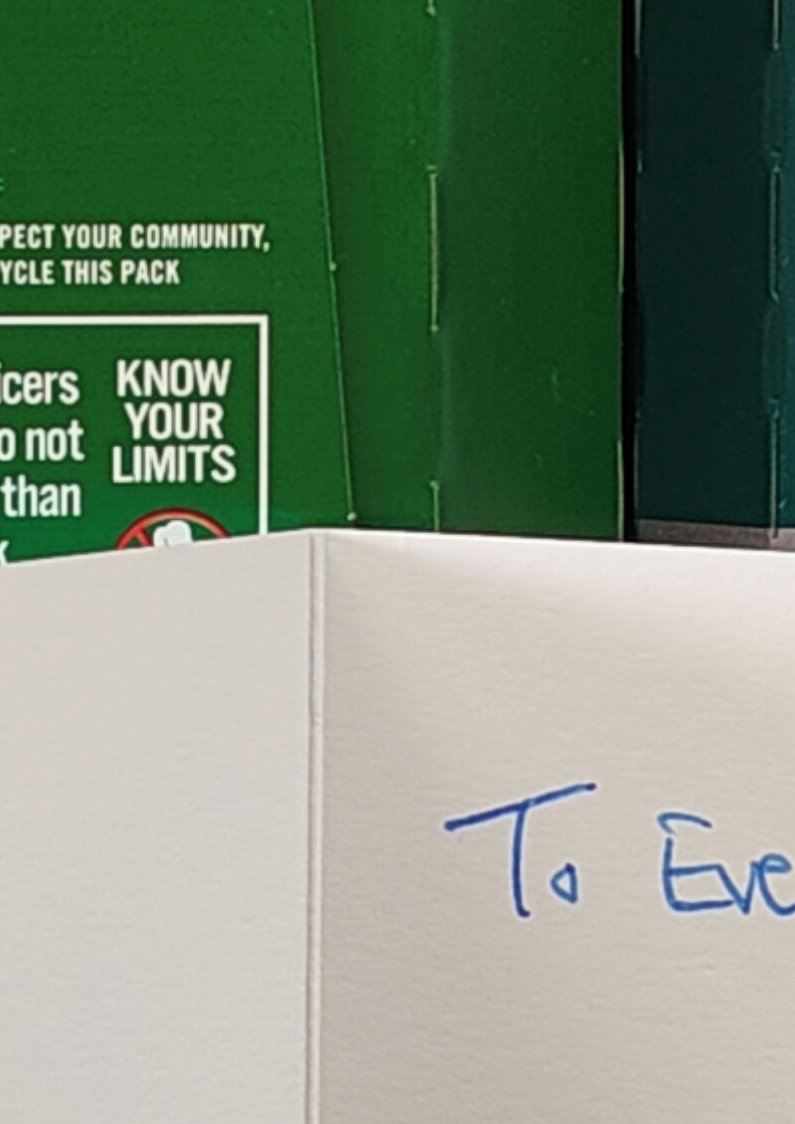 PECT YOUR COMMUNITY,
YCLE THIS PACK
icers
o not
than
KNOW
YOUR
LIMITS
To Eve